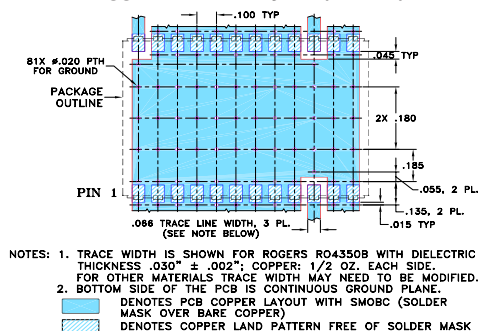 .100 TYP
.045 TYP
81X ø.020 PTH
FOR GROUND
PACKAGE
OUTLINE
2X .180
.185
PIN 1
.055, 2 PL.
.066 TRACE LINE WIDTH, 3 PL.
.135, 2 PL.
(SEE NOTE BELOW)
.015 TYP
NOTES: 1. TRACE WIDTH IS SHOWN FOR ROGERS RO4350B WITH DIELECTRIC
THICKNESS .030" ± .002"; COPPER: 1/2 OZ. EACH SIDE.
FOR OTHER MATERIALS TRACE WIDTH MAY NEED TO BE MODIFIED.
2. BOTTOM SIDE OF THE PCB IS CONTINUOUS GROUND PLANE.
DENOTES PCB COPPER LAYOUT WITH SMOBC (SOLDER
MASK OVER BARE COPPER)
DENOTES COPPER LAND PATTERN FREE OF SOLDER MASK